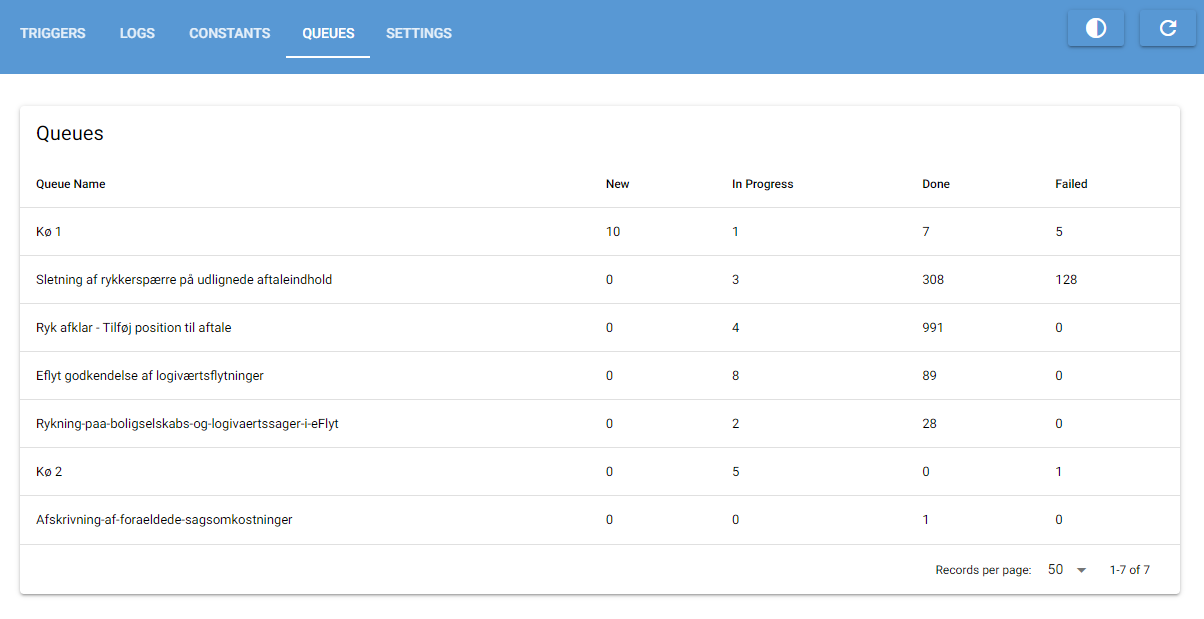 TRIGGERS LOGS CONSTANTS QUEUES SETTINGS
Queues
Queue Name New In Progress Done Failed
Kø 1 10 1 7 5
Sletning af rykkerspærre på udlignede aftaleindhold 0 3 308 128
Ryk afklar - Tilføj position til aftale 0 4 991 0
Eflyt godkendelse af logiværtsflytninger 0 8 89 0
Rykning-paa-boligselskabs-og-logivaertssager-i-eFlyt 0 2 28 0
Kø 2 0 5 0 1
Afskrivning-af-foraeldede-sagsomkostninger 0 0 1 0
Records per page: 50 1-7 of 7